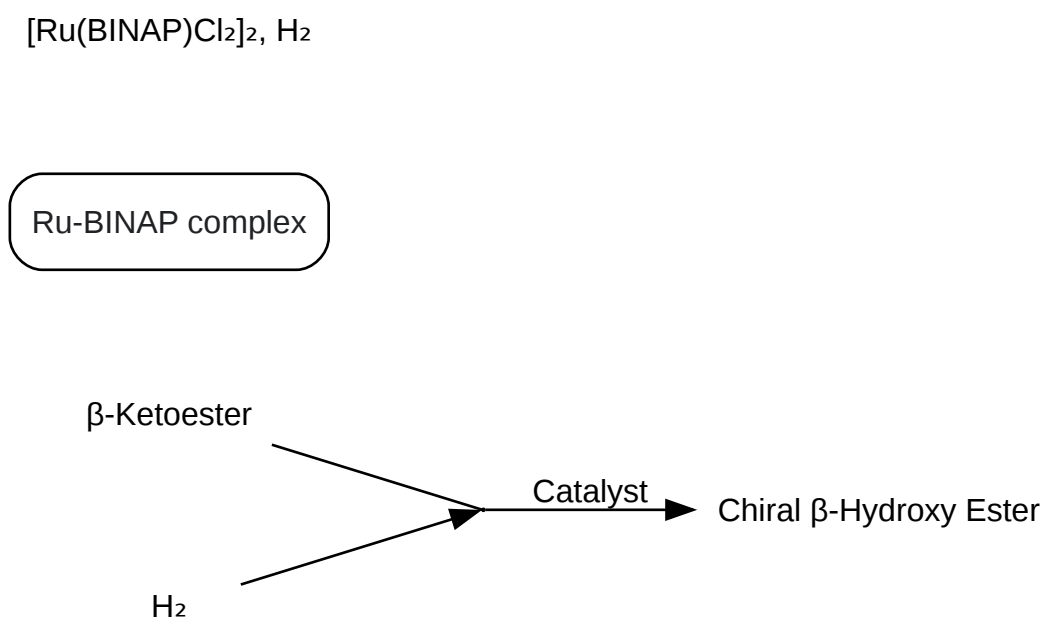 [Ru(BINAP)Cl₂]₂, H₂
Ru-BINAP complex
β-Ketoester
Catalyst
Chiral β-Hydroxy Ester
H₂